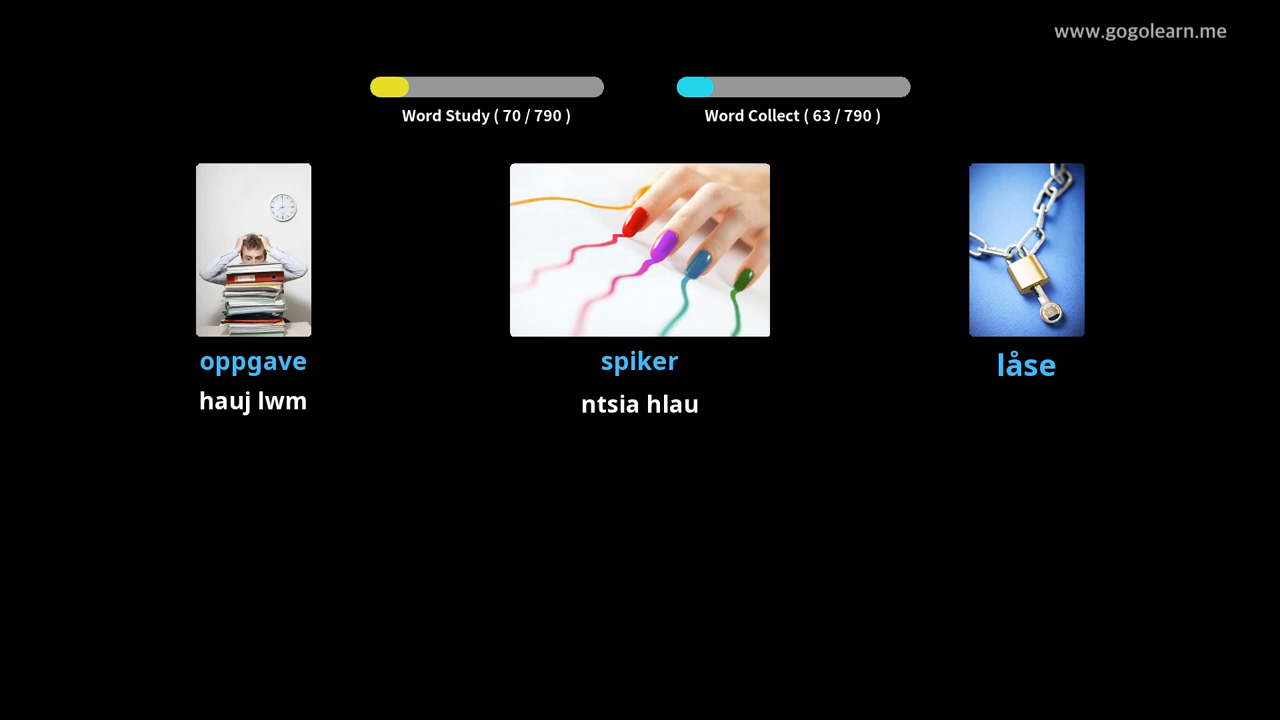 www.gogolearn.me
Word Study ( 70 / 790 )
Word Collect ( 63 / 790 )
oppgave
hauj lwm
spiker
ntsia hlau
låse